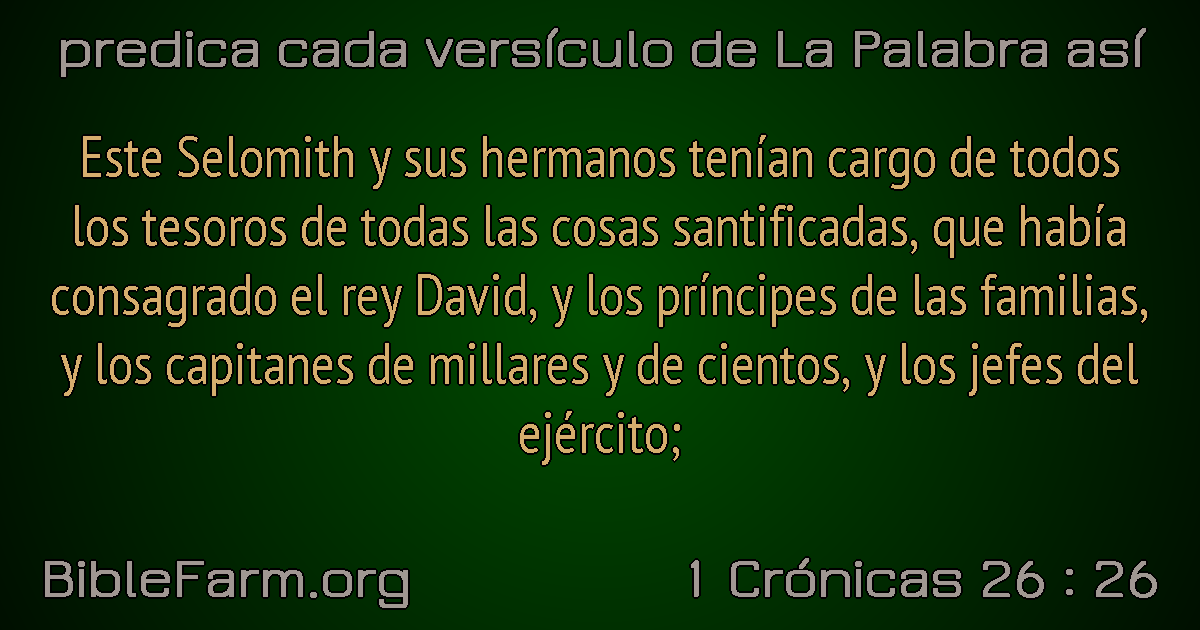 predica cada versículo de La Palabra así
Este Selomith y sus hermanos tenían cargo de todos
los tesoros de todas las cosas santificadas, que había
consagrado el rey David, y los príncipes de las familias,
y los capitanes de millares y de cientos, y los jefes del
ejército;
BibleFarm.org
1 Crónicas 26 : 26